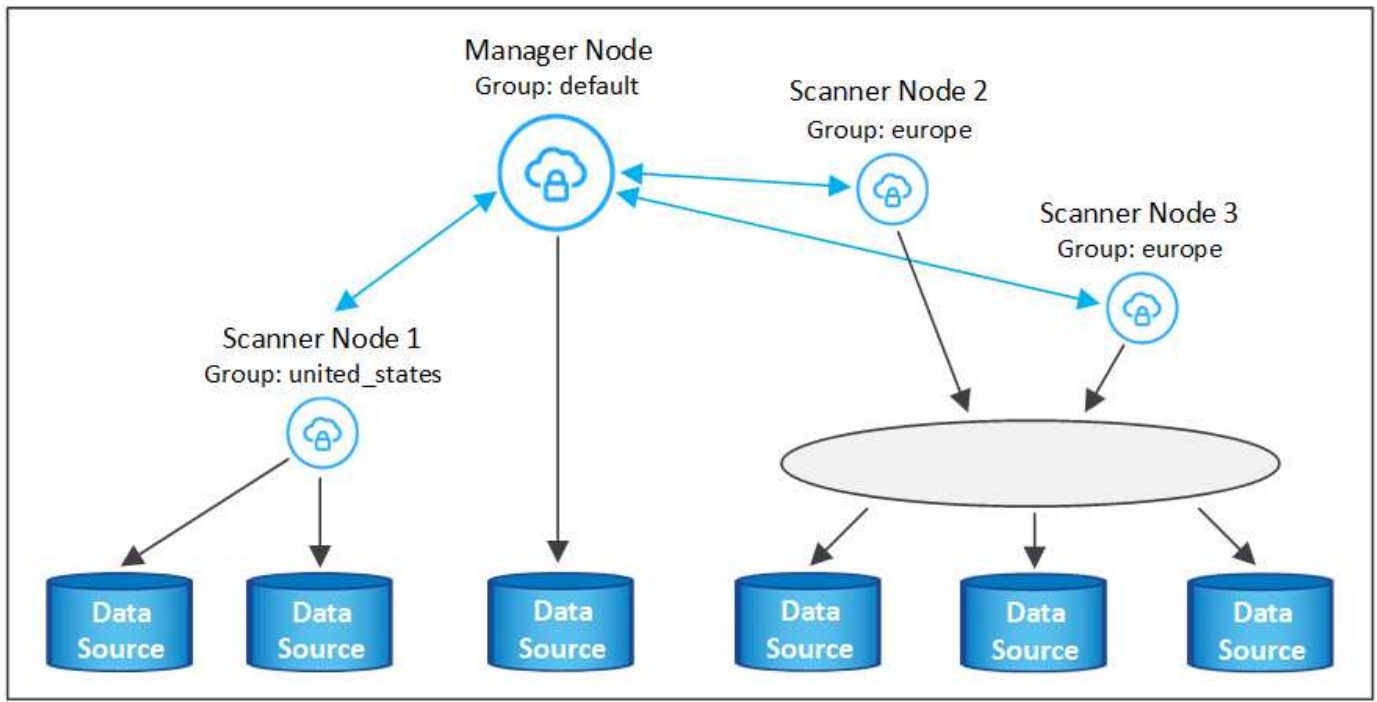 Manager Node
Group: default
Scanner Node 2
Group: europe
Scanner Node 3
Group: europe
Scanner Node 1
Group: united_states
Data
Source
Data
Source
Data
Source
Data
Source
Data
Source
Data
Source